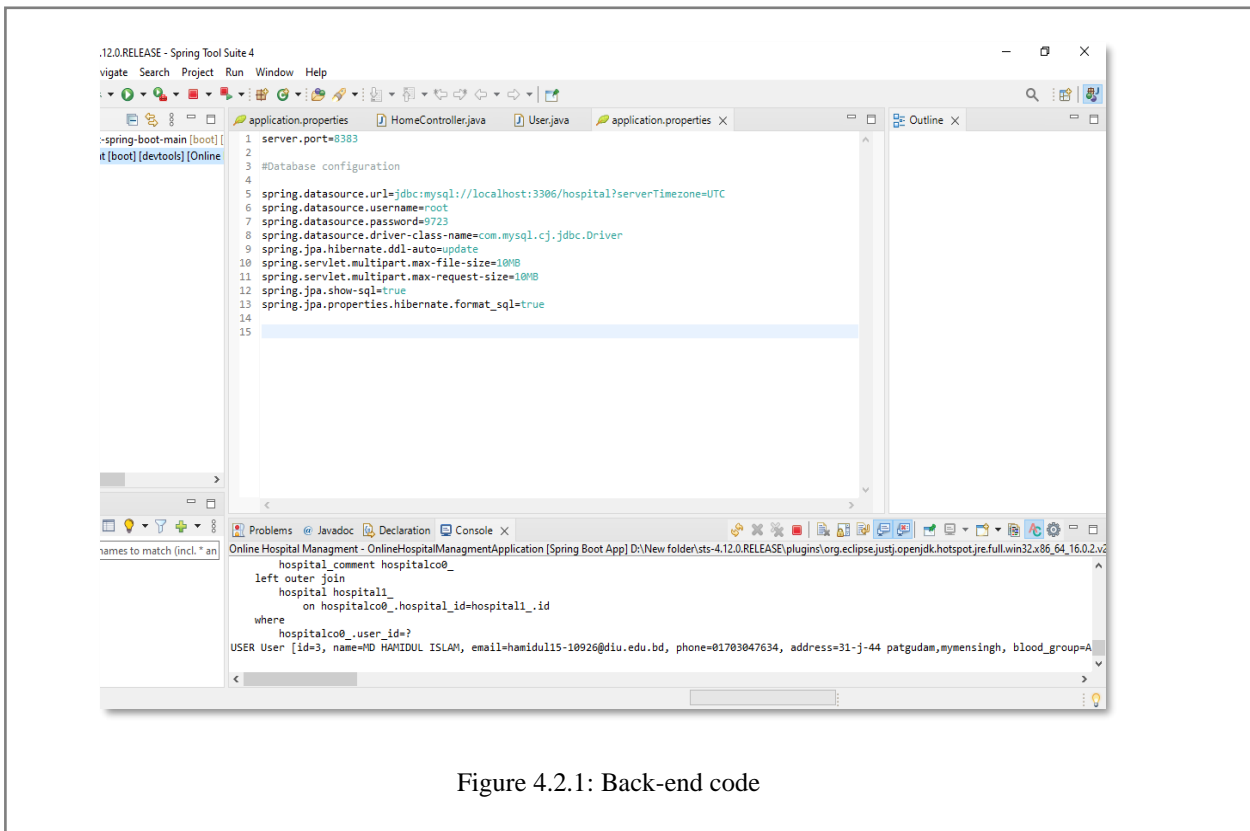 .12.0.RELEASE - Spring Tool Suite 4
vigate Search Project Run Window Help
application.properties HomeController.java User.java application.properties
Outline
:-spring-boot-main [boot] [
it [boot] [devtools] [Online
1 server.port=8383
2
3 #Database configuration
4
5 spring.datasource.url=jdbc:mysql://localhost:3306/hospital?serverTimezone=UTC
6 spring.datasource.username=root
7 spring.datasource.password=9723
8 spring.datasource.driver-class-name=com.mysql.cj.jdbc.Driver
9 spring.jpa.hibernate.ddl-auto=update
10 spring.servlet.multipart.max-file-size=10MB
11 spring.servlet.multipart.max-request-size=10MB
12 spring.jpa.show-sql=true
13 spring.jpa.properties.hibernate.format_sql=true
14
15
names to match (incl. * an
Problems @ Javadoc Declaration Console
Online Hospital Managment - OnlineHospitalManagmentApplication [Spring Boot App] D:\New folder\sts-4.12.0.RELEASE\plugins\org.eclipse.justj.openjdk.hotspot.jre.full.win32.x86_64_16.0.2.v2
hospital_comment hospitalco0_
left outer join
hospital hospital1_
on hospitalco0_.hospital_id=hospital1_.id
where
hospitalco0_.user_id=?
USER User [id=3, name=MD HAMIDUL ISLAM, email=hamidul15-10926@diu.edu.bd, phone=01703047634, address=31-j-44 patgudam,mymensingh, blood_group=A
Figure 4.2.1: Back-end code